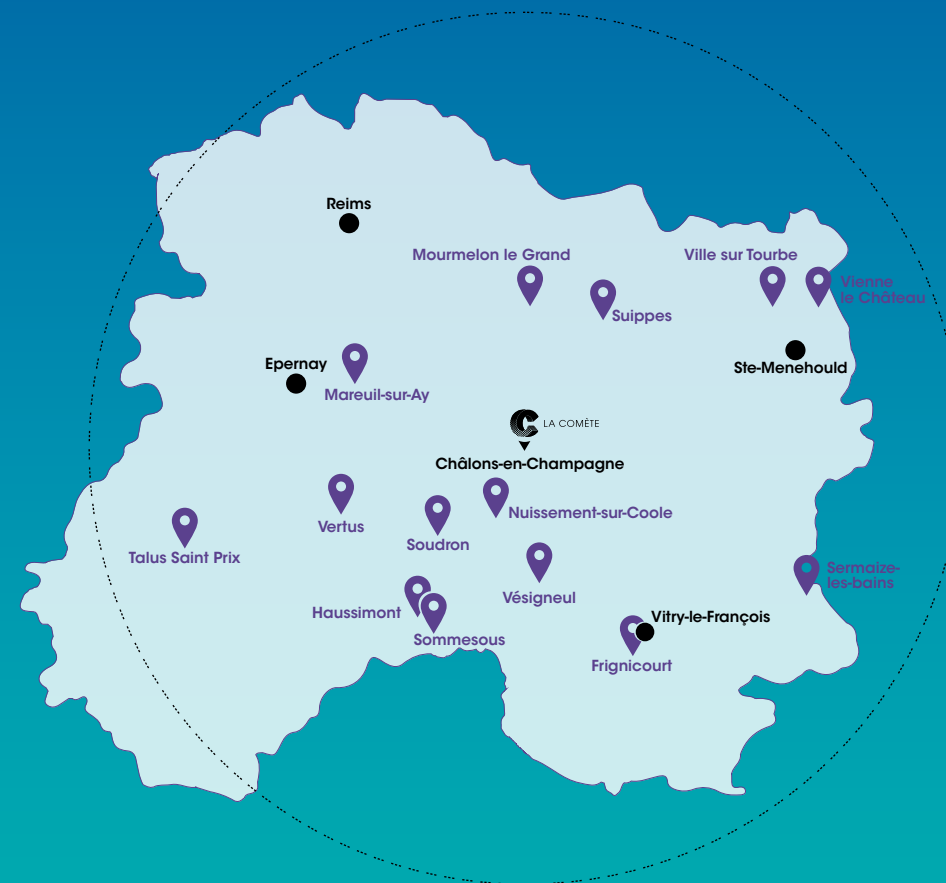 Reims
Mourmelon le Grand
Ville sur Tourbe
Vienne
le Château
Suippes
Epernay
Ste-Menehould
Mareuil-sur-Ay
LA COMÈTE
Châlons-en-Champagne
Nuissement-sur-Coole
Vertus
Soudron
Talus Saint Prix
Sermaize-
les-bains
Vésigneul
Haussimont
Vitry-le-François
Sommesous
Frignicourt